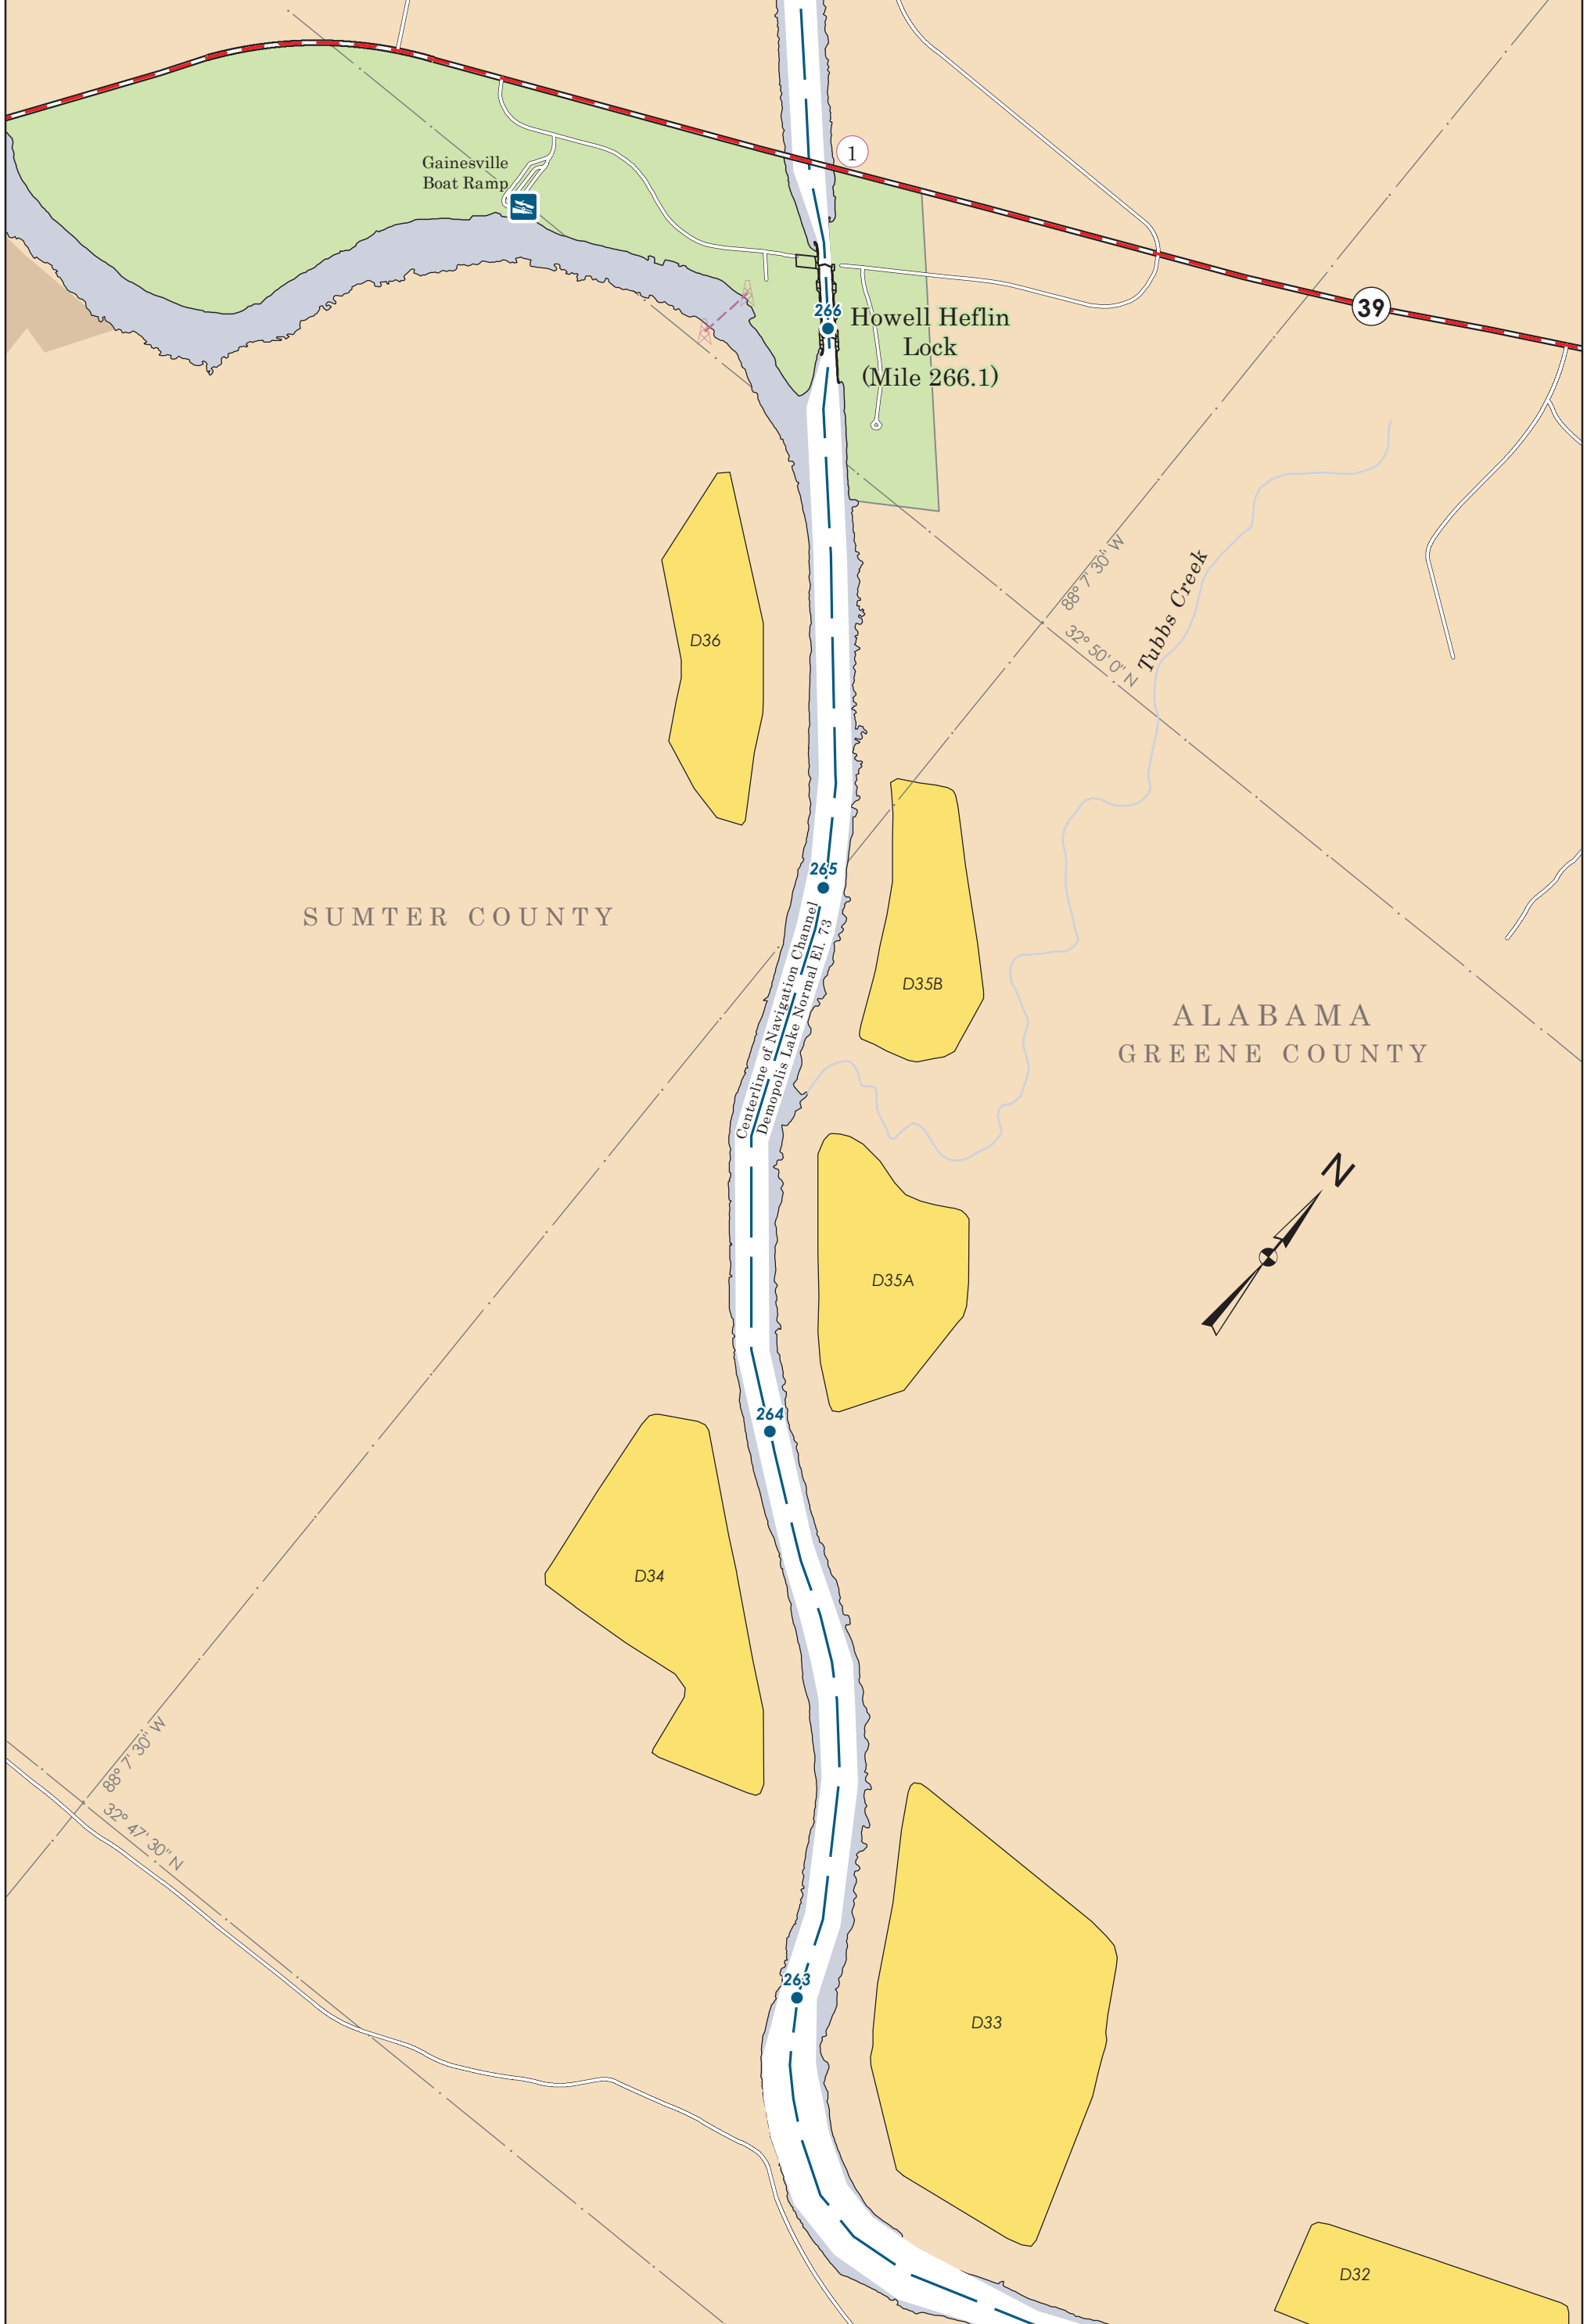 1
Gainesville
Boat Ramp
39
266
Howell Heflin
Lock
(Mile 266.1)
88° 7' 30" W
Tubbs Creek
32° 50' 0" N
D36
265
SUMTER COUNTY
Centerline of Navigation Channel
Demopolis Lake Normal El. 73
D35B
ALABAMA
GREENE COUNTY
N
D35A
264
D34
88° 7' 30" W
32° 47' 30" N
263
D33
D32